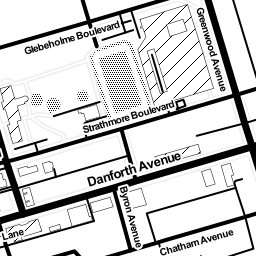 Glebeholme Boulevard
Greenwood Avenue
Strathmore Boulevard
Danforth Avenue
Byron Avenue
Lane
Chatham Avenue